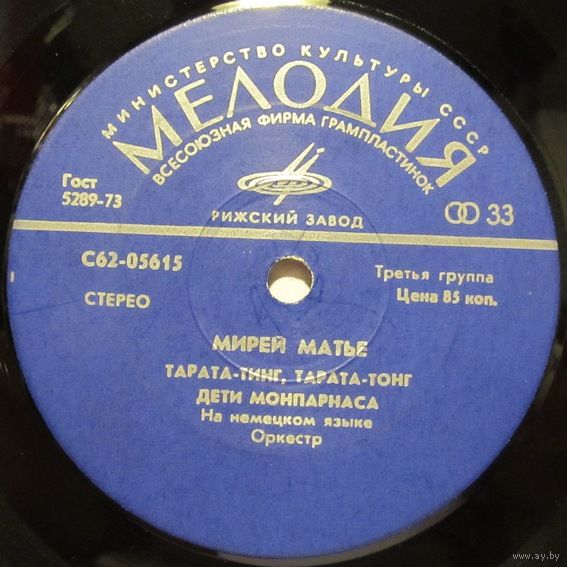 МИНИСТЕРСТВО КУЛЬТУРЫ СССР
МЕЛОДИЯ
ВСЕСОЮЗНАЯ ФИРМА ГРАМПЛАСТИНОК
Гост
5289-73
РИЖСКИЙ ЗАВОД
33
С62-05615
СТЕРЕО
Третья группа
Цена 85 коп.
МИРЕЙ МАТЬЕ
ТАРАТА-ТИНГ, ТАРАТА-ТОНГ
ДЕТИ МОНПАРНАСА
На немецком языке
Оркестр
www.ay.by